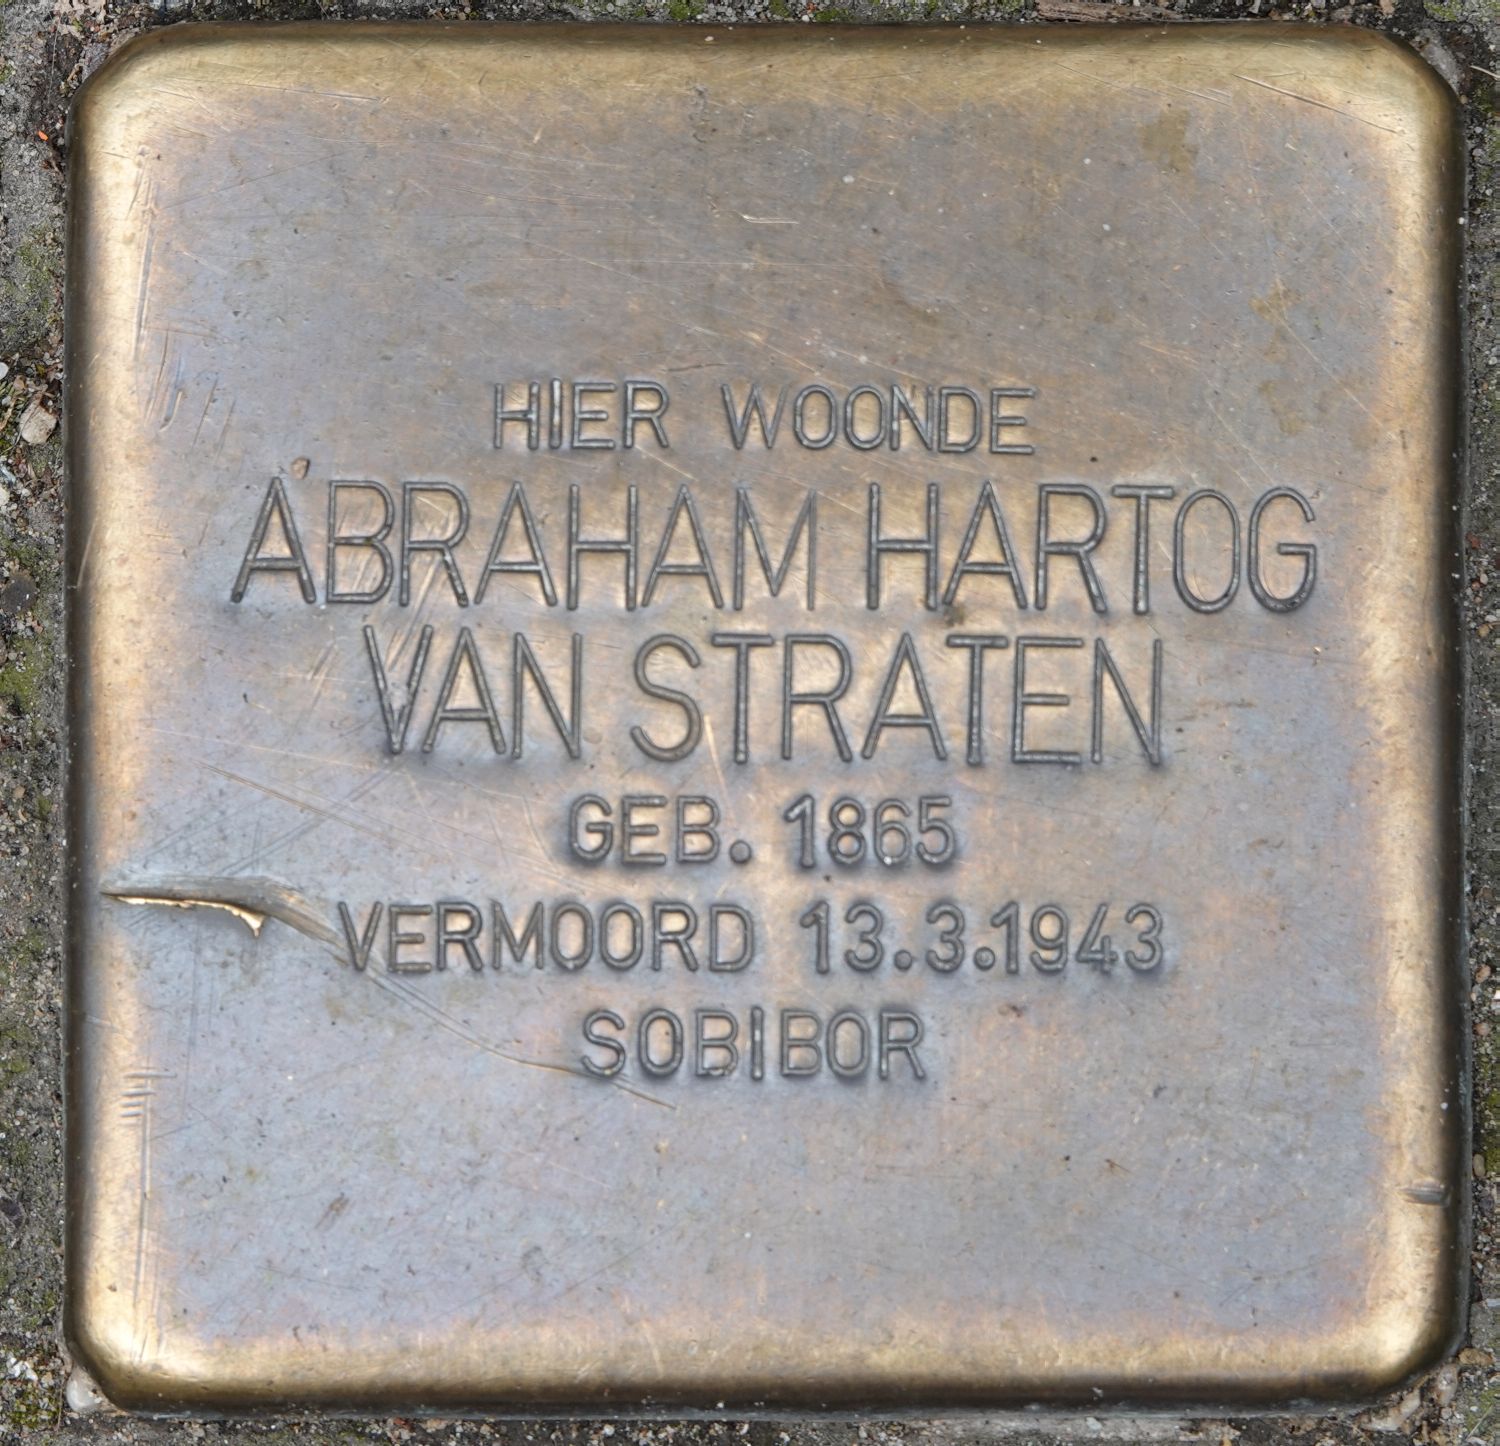 HIER WOONDE
ABRAHAM HARTOG
VAN STRATEN
GEB. 1865
VERMOORD 13.3.1943
SOBIBOR